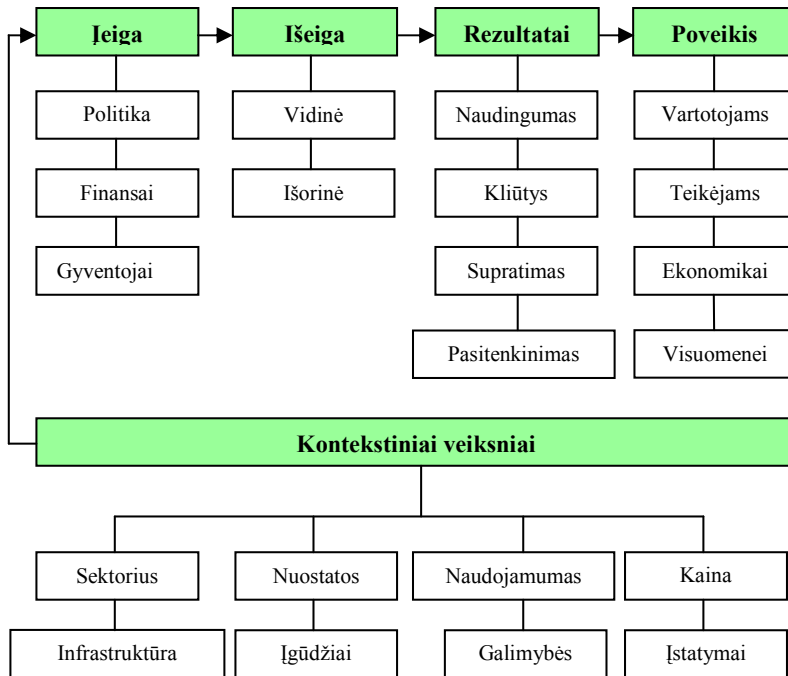 Įeiga
Išeiga
Rezultatai
Poveikis
Politika
Vidinė
Naudingumas
Vartotojams
Finansai
Išorinė
Kliūtys
Teikėjams
Gyventojai
Supratimas
Ekonomikai
Pasitenkinimas
Visuomenei
Kontekstiniai veiksniai
Sektorius
Nuostatos
Naudojamumas
Kaina
Infrastruktūra
Įgūdžiai
Galimybės
Įstatymai